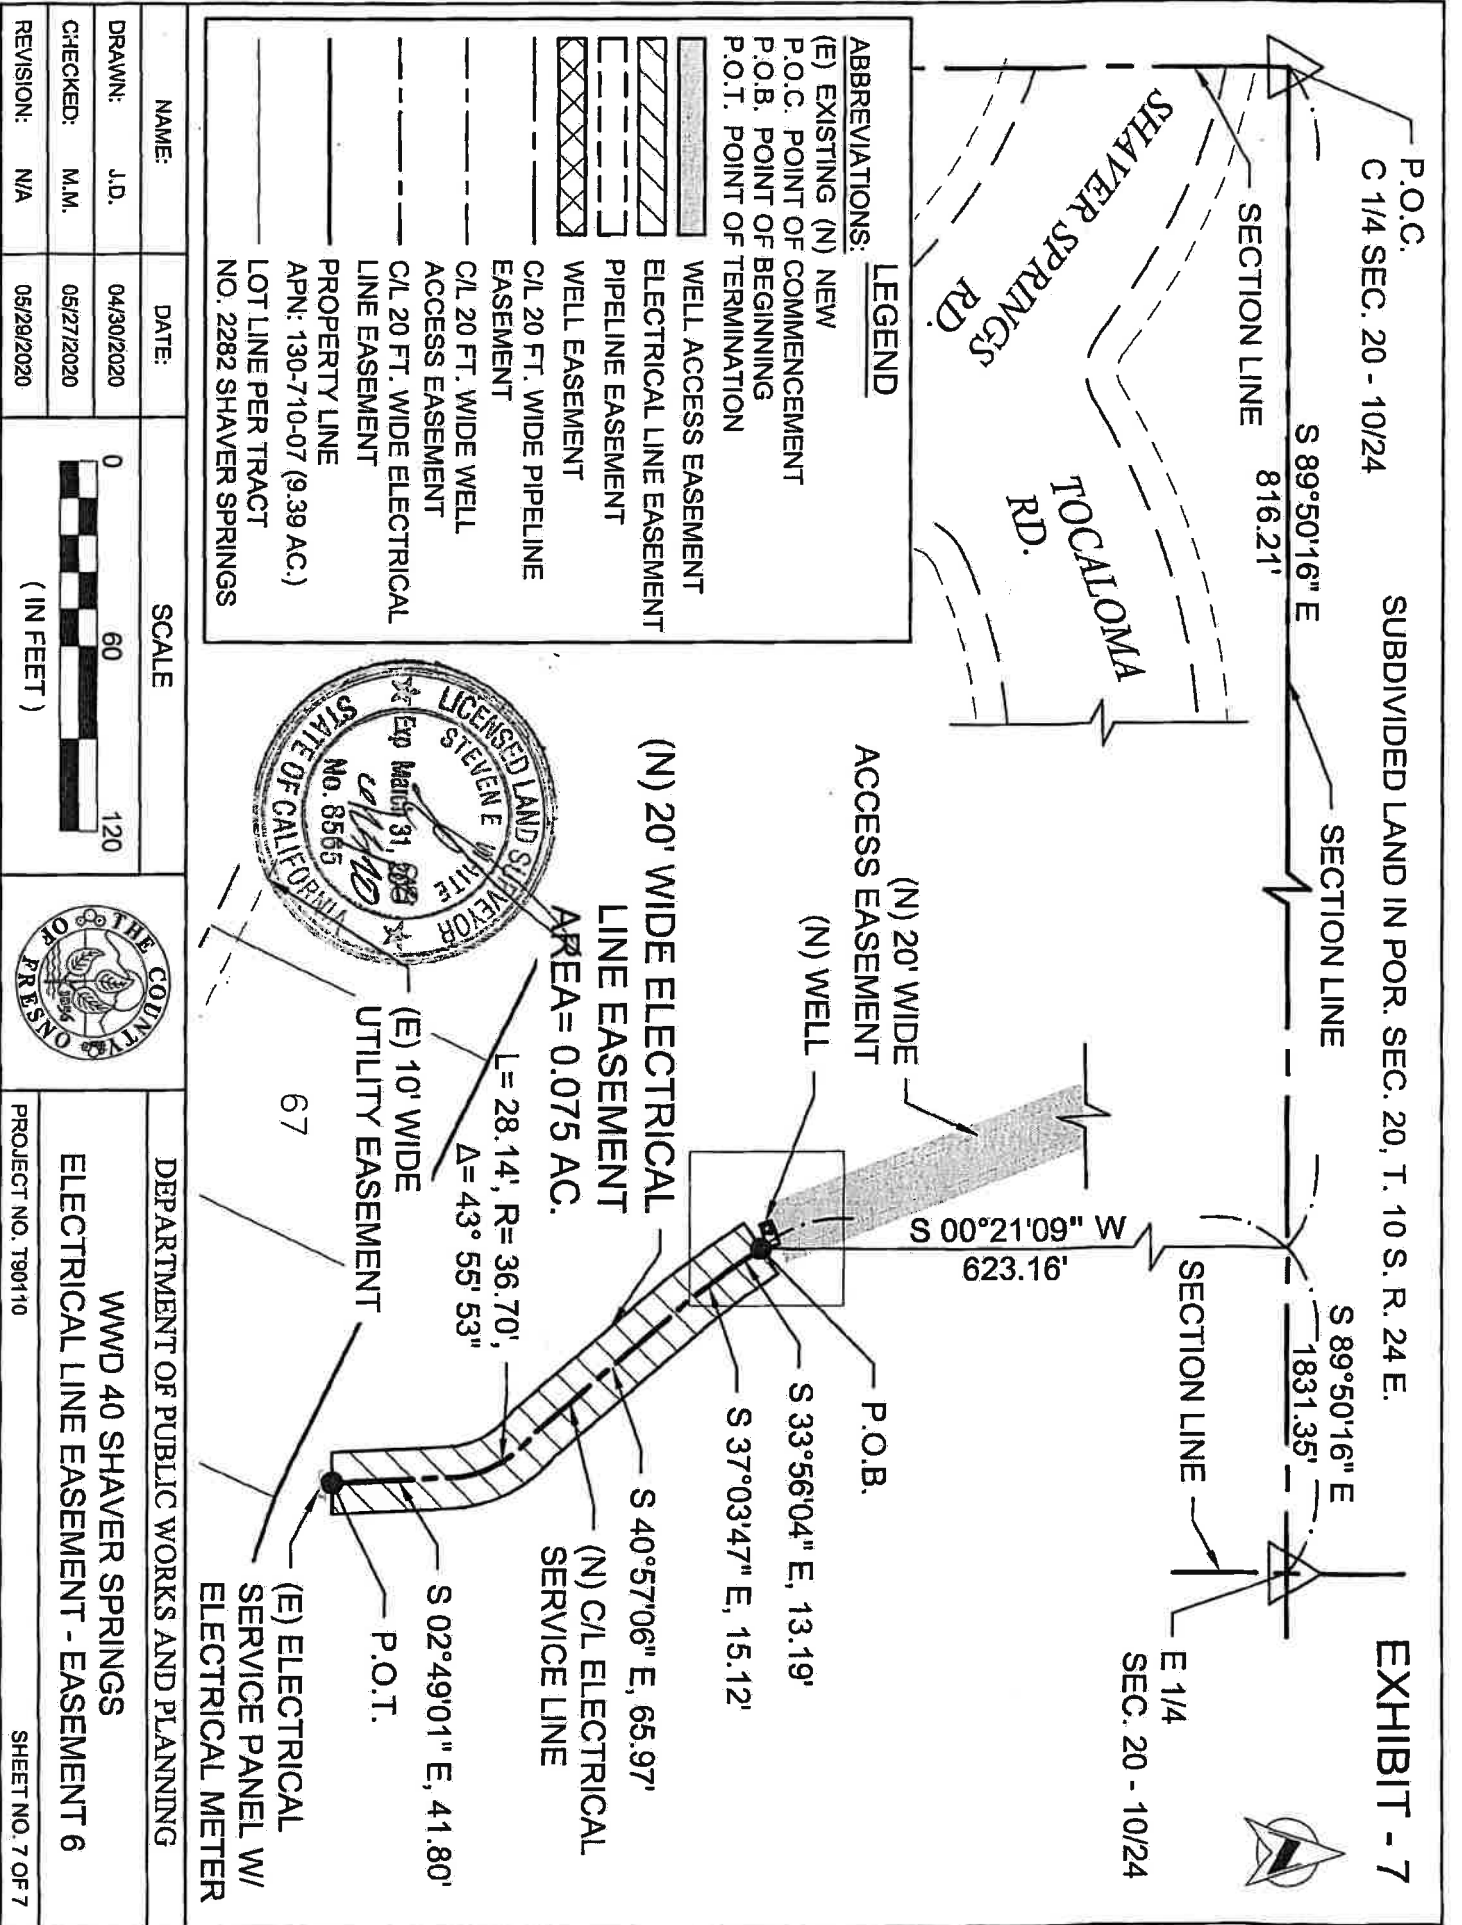 EXHIBIT - 7
SUBDIVIDED LAND IN POR. SEC. 20, T. 10 S. R. 24 E.
P.O.C.
C 1/4 SEC. 20 - 10/24
SECTION LINE
S 89°50'16" E
816.21'
SECTION LINE
S 89°50'16" E
1831.35'
SECTION LINE
E 1/4
SEC. 20 - 10/24
SHAVER SPRINGS
RD.
TOCALOMA
RD.
S 00°21'09" W
623.16'
(N) 20' WIDE
ACCESS EASEMENT
(N) WELL
P.O.B.
S 33°56'04" E, 13.19'
S 37°03'47" E, 15.12'
S 40°57'06" E, 65.97'
(N) C/L ELECTRICAL
SERVICE LINE
(N) 20' WIDE ELECTRICAL
LINE EASEMENT
AREA= 0.075 AC.
L= 28.14', R= 36.70',
Δ= 43° 55' 53"
S 02°49'01" E, 41.80'
P.O.T.
(E) ELECTRICAL
SERVICE PANEL W/
ELECTRICAL METER
(E) 10' WIDE
UTILITY EASEMENT
67
LEGEND
ABBREVIATIONS:
(E) EXISTING (N) NEW
P.O.C. POINT OF COMMENCEMENT
P.O.B. POINT OF BEGINNING
P.O.T. POINT OF TERMINATION
WELL ACCESS EASEMENT
ELECTRICAL LINE EASEMENT
PIPELINE EASEMENT
WELL EASEMENT
C/L 20 FT. WIDE PIPELINE
EASEMENT
C/L 20 FT. WIDE WELL
ACCESS EASEMENT
C/L 20 FT. WIDE ELECTRICAL
LINE EASEMENT
PROPERTY LINE
APN: 130-710-07 (9.39 AC.)
LOT LINE PER TRACT
NO. 2282 SHAVER SPRINGS
LICENSED LAND SURVEYOR
STEVEN E WHITE
Exp March 31,
No. 8565
STATE OF CALIFORNIA
NAME: DATE: SCALE
DRAWN: J.D. 04/30/2020
CHECKED: M.M. 05/27/2020
REVISION: N/A 05/29/2020
0 60 120
( IN FEET )
THE COUNTY
OF FRESNO
1856
DEPARTMENT OF PUBLIC WORKS AND PLANNING
WWD 40 SHAVER SPRINGS
ELECTRICAL LINE EASEMENT - EASEMENT 6
PROJECT NO. T90110 SHEET NO. 7 OF 7